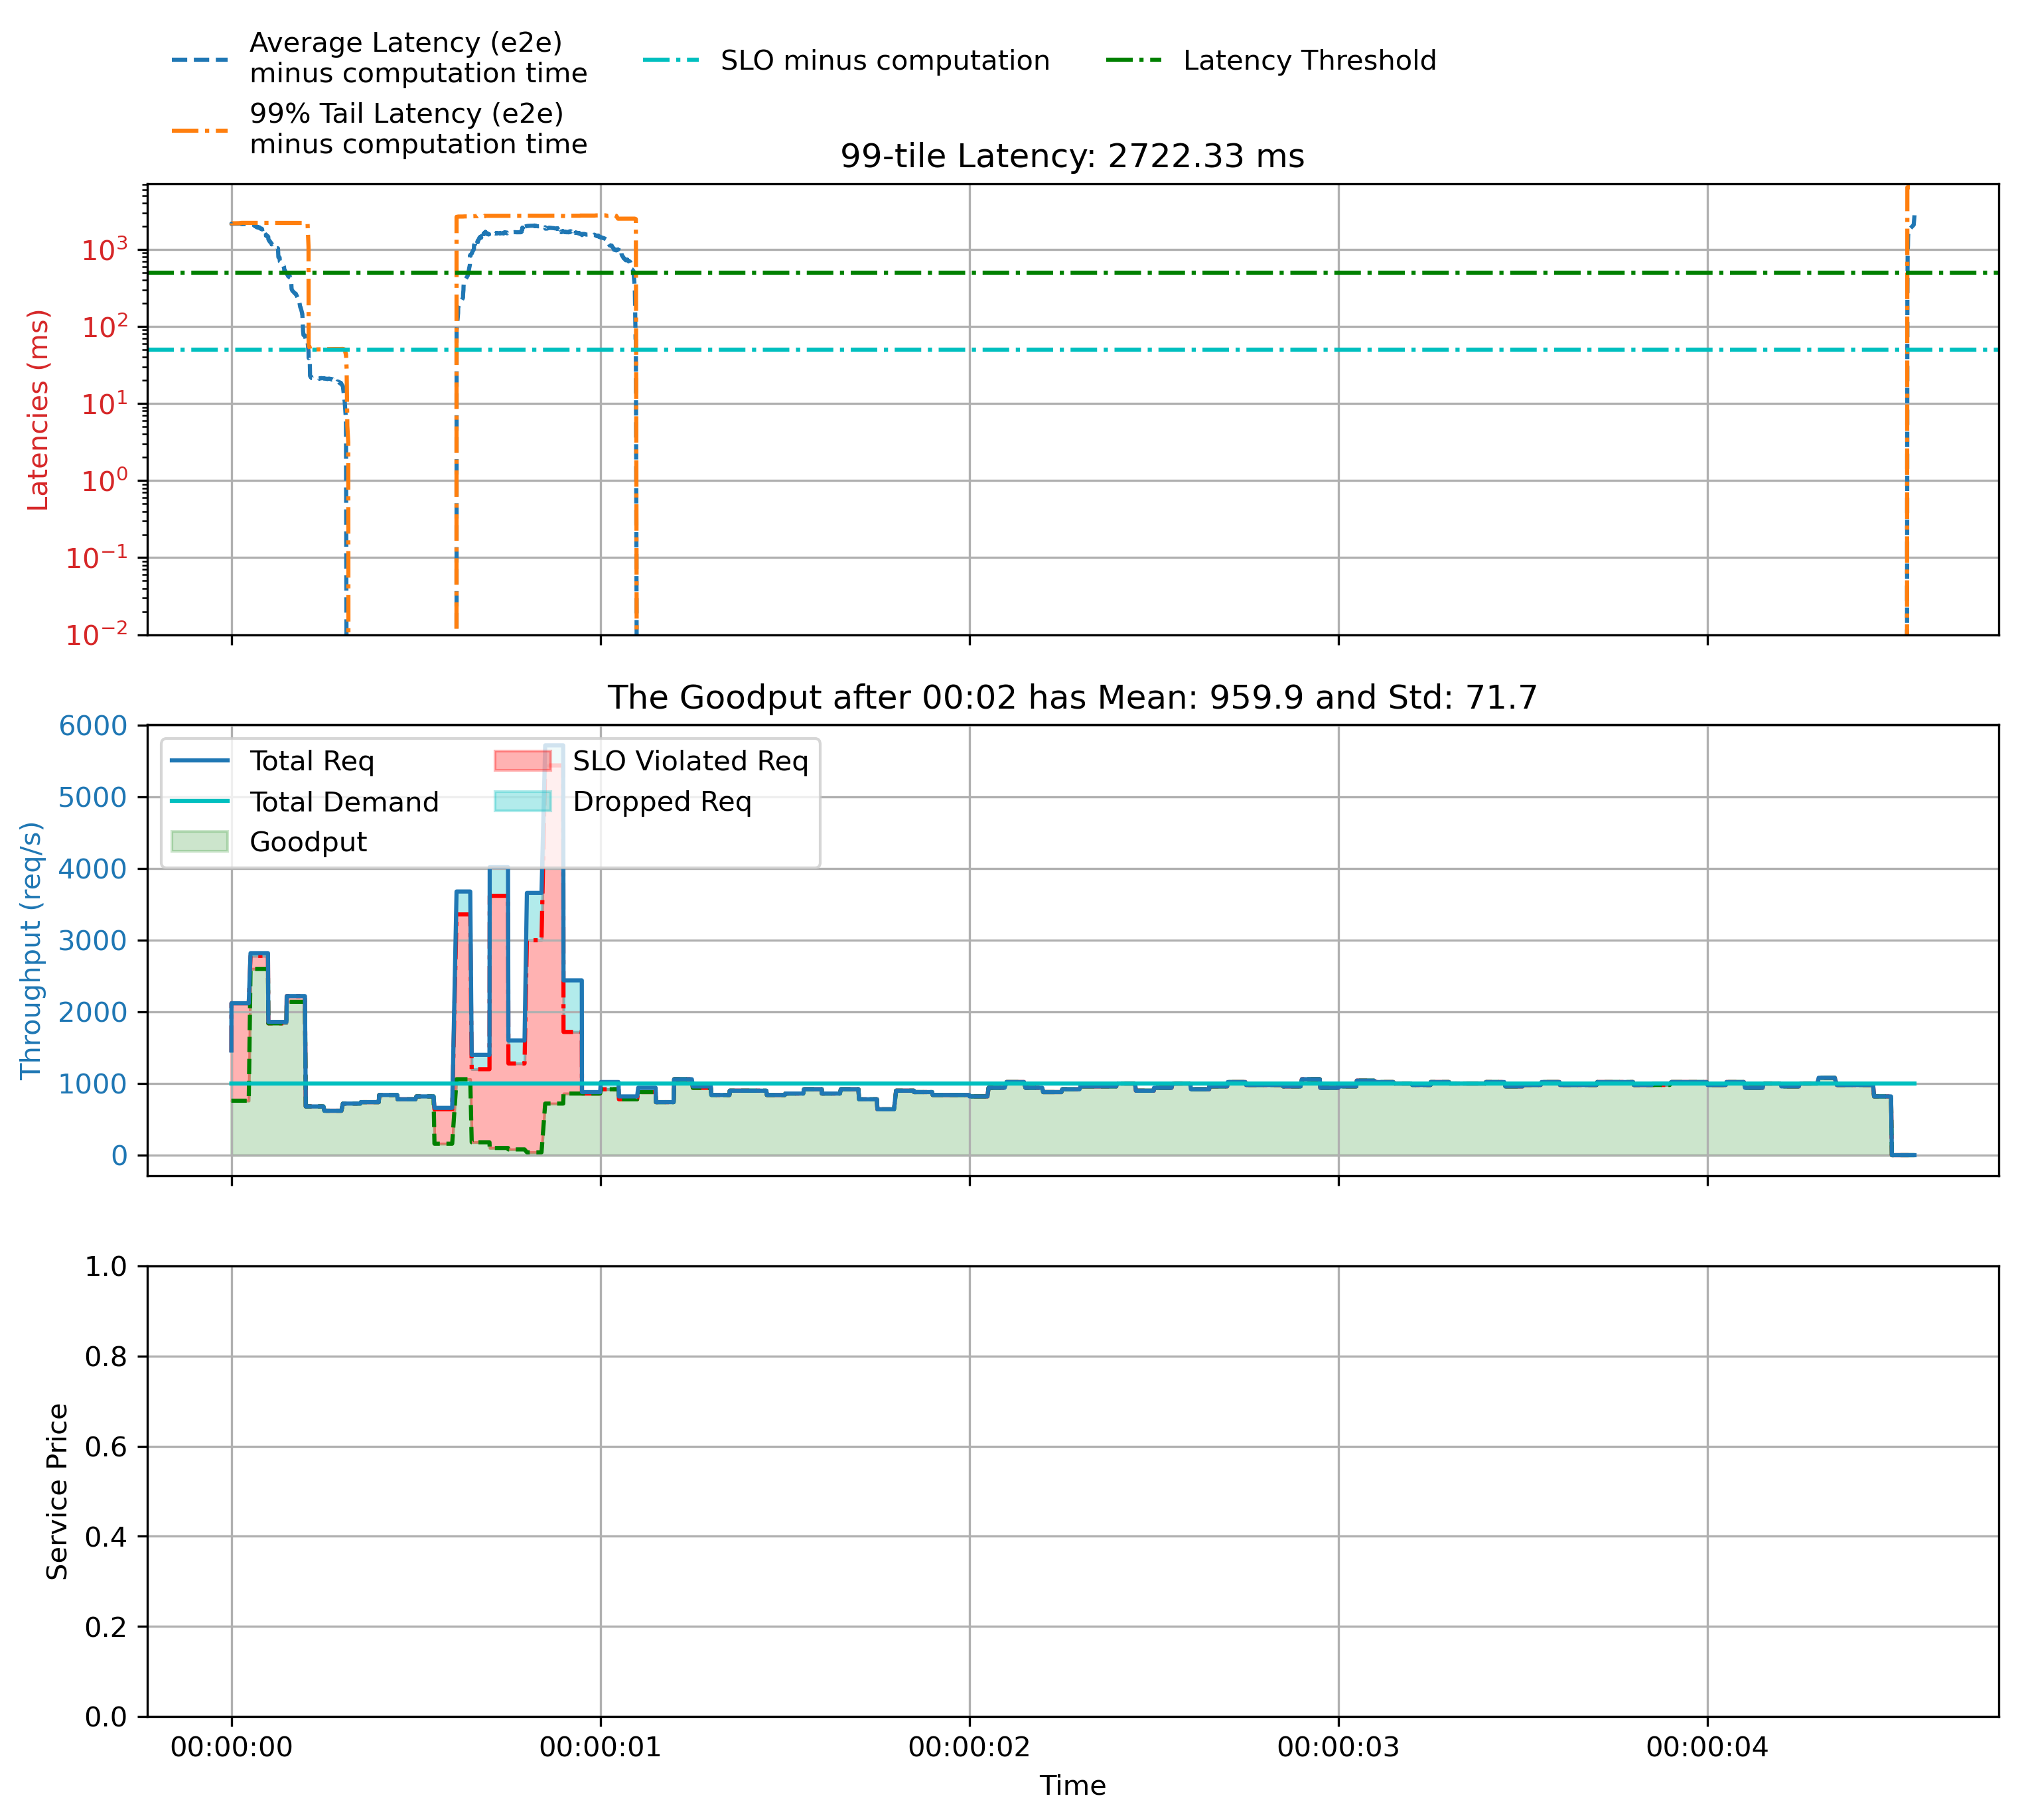 Average Latency (e2e)
minus computation time
99% Tail Latency (e2e)
minus computation time
SLO minus computation
Latency Threshold
99-tile Latency: 2722.33 ms
Latencies (ms)
10³
10²
10¹
10⁰
10⁻¹
10⁻²
The Goodput after 00:02 has Mean: 959.9 and Std: 71.7
Throughput (req/s)
6000
5000
4000
3000
2000
1000
0
Total Req
Total Demand
Goodput
SLO Violated Req
Dropped Req
Service Price
1.0
0.8
0.6
0.4
0.2
0.0
00:00:00 00:00:01 00:00:02 00:00:03 00:00:04
Time